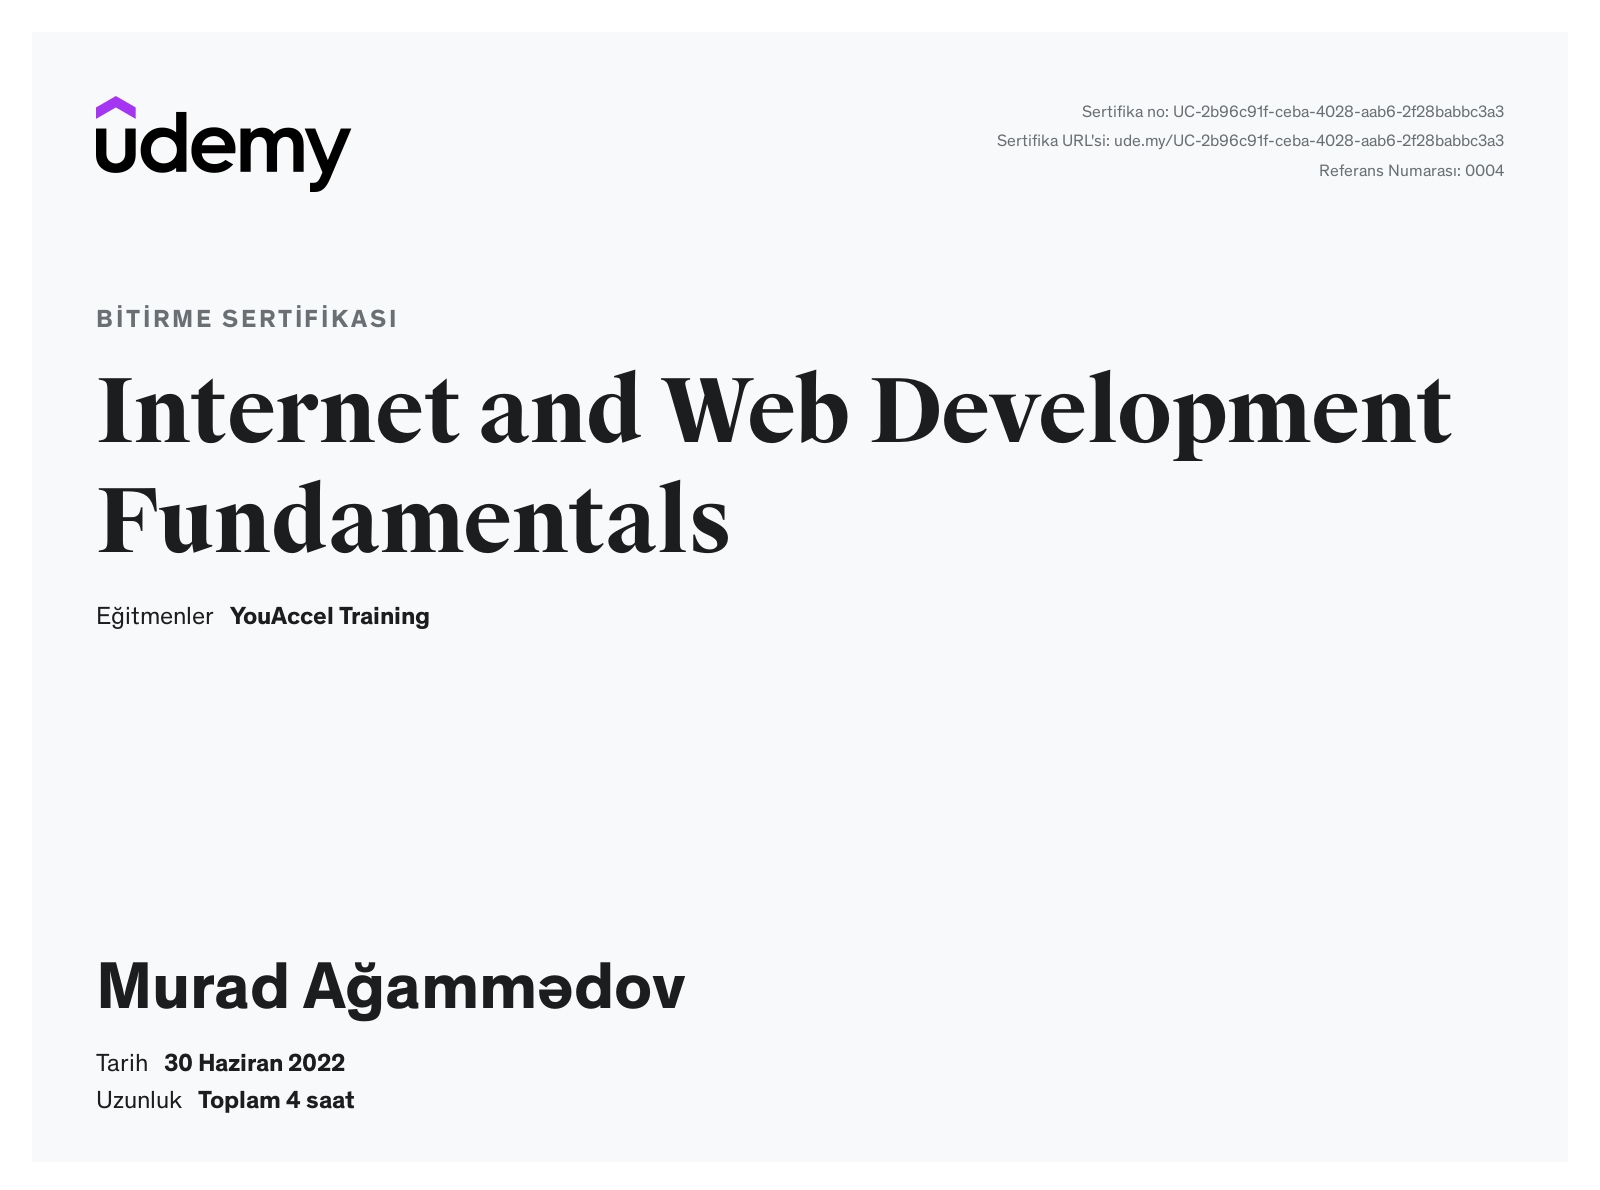 udemy
Sertifika no: UC-2b96c91f-ceba-4028-aab6-2f28babbc3a3
Sertifika URL'si: ude.my/UC-2b96c91f-ceba-4028-aab6-2f28babbc3a3
Referans Numarası: 0004
BİTİRME SERTİFİKASI
Internet and Web Development
Fundamentals
Eğitmenler YouAccel Training
Murad Ağammədov
Tarih 30 Haziran 2022
Uzunluk Toplam 4 saat